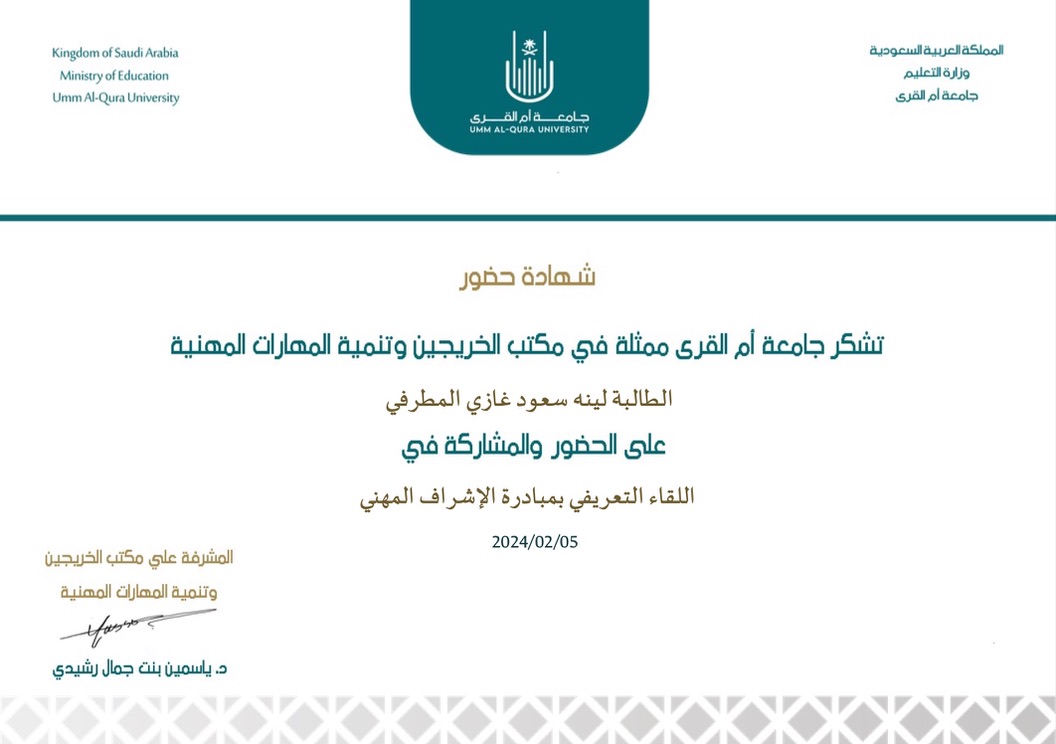 Kingdom of Saudi Arabia
Ministry of Education
Umm Al-Qura University
جامعة أم القرى
UMM AL-QURA UNIVERSITY
المملكة العربية السعودية
وزارة التعليم
جامعة أم القرى
شهادة حضور
تشكر جامعة أم القرى ممثلة في مكتب الخريجين وتنمية المهارات المهنية
الطالبة لينه سعود غازي المطرفي
على الحضور والمشاركة في
اللقاء التعريفي بمبادرة الإشراف المهني
2024/02/05
المشرفة علي مكتب الخريجين
وتنمية المهارات المهنية
د. ياسمين بنت جمال رشيدي